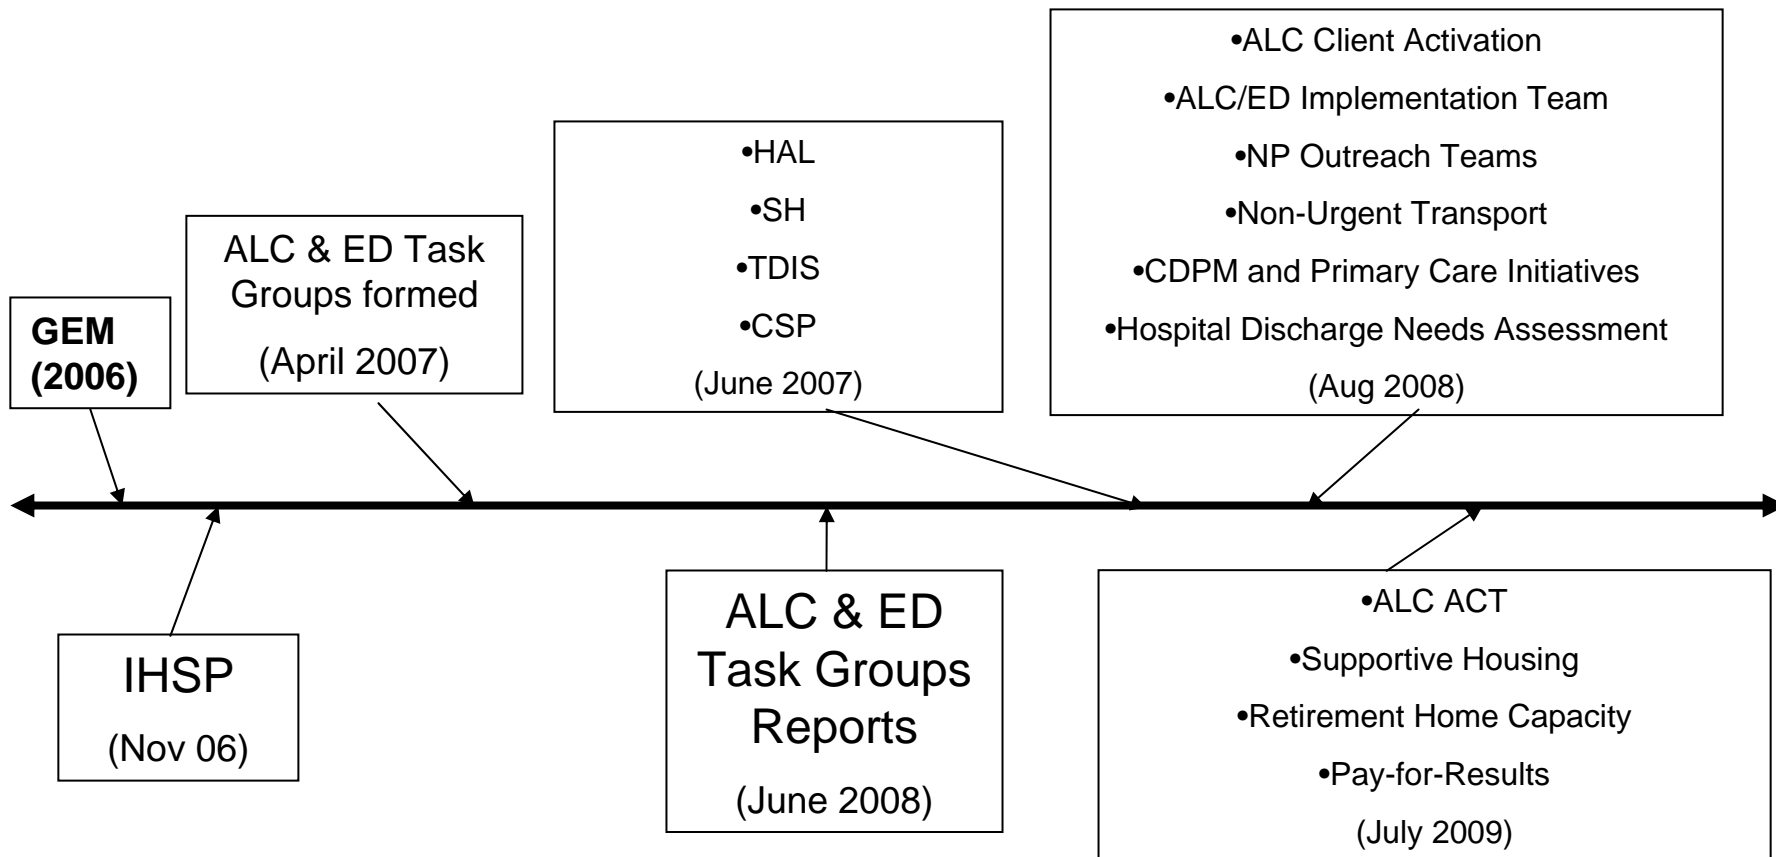 GEM
(2006)
ALC & ED Task
Groups formed
(April 2007)
•HAL
•SH
•TDIS
•CSP
(June 2007)
•ALC Client Activation
•ALC/ED Implementation Team
•NP Outreach Teams
•Non-Urgent Transport
•CDPM and Primary Care Initiatives
•Hospital Discharge Needs Assessment
(Aug 2008)
IHSP
(Nov 06)
ALC & ED
Task Groups
Reports
(June 2008)
•ALC ACT
•Supportive Housing
•Retirement Home Capacity
•Pay-for-Results
(July 2009)